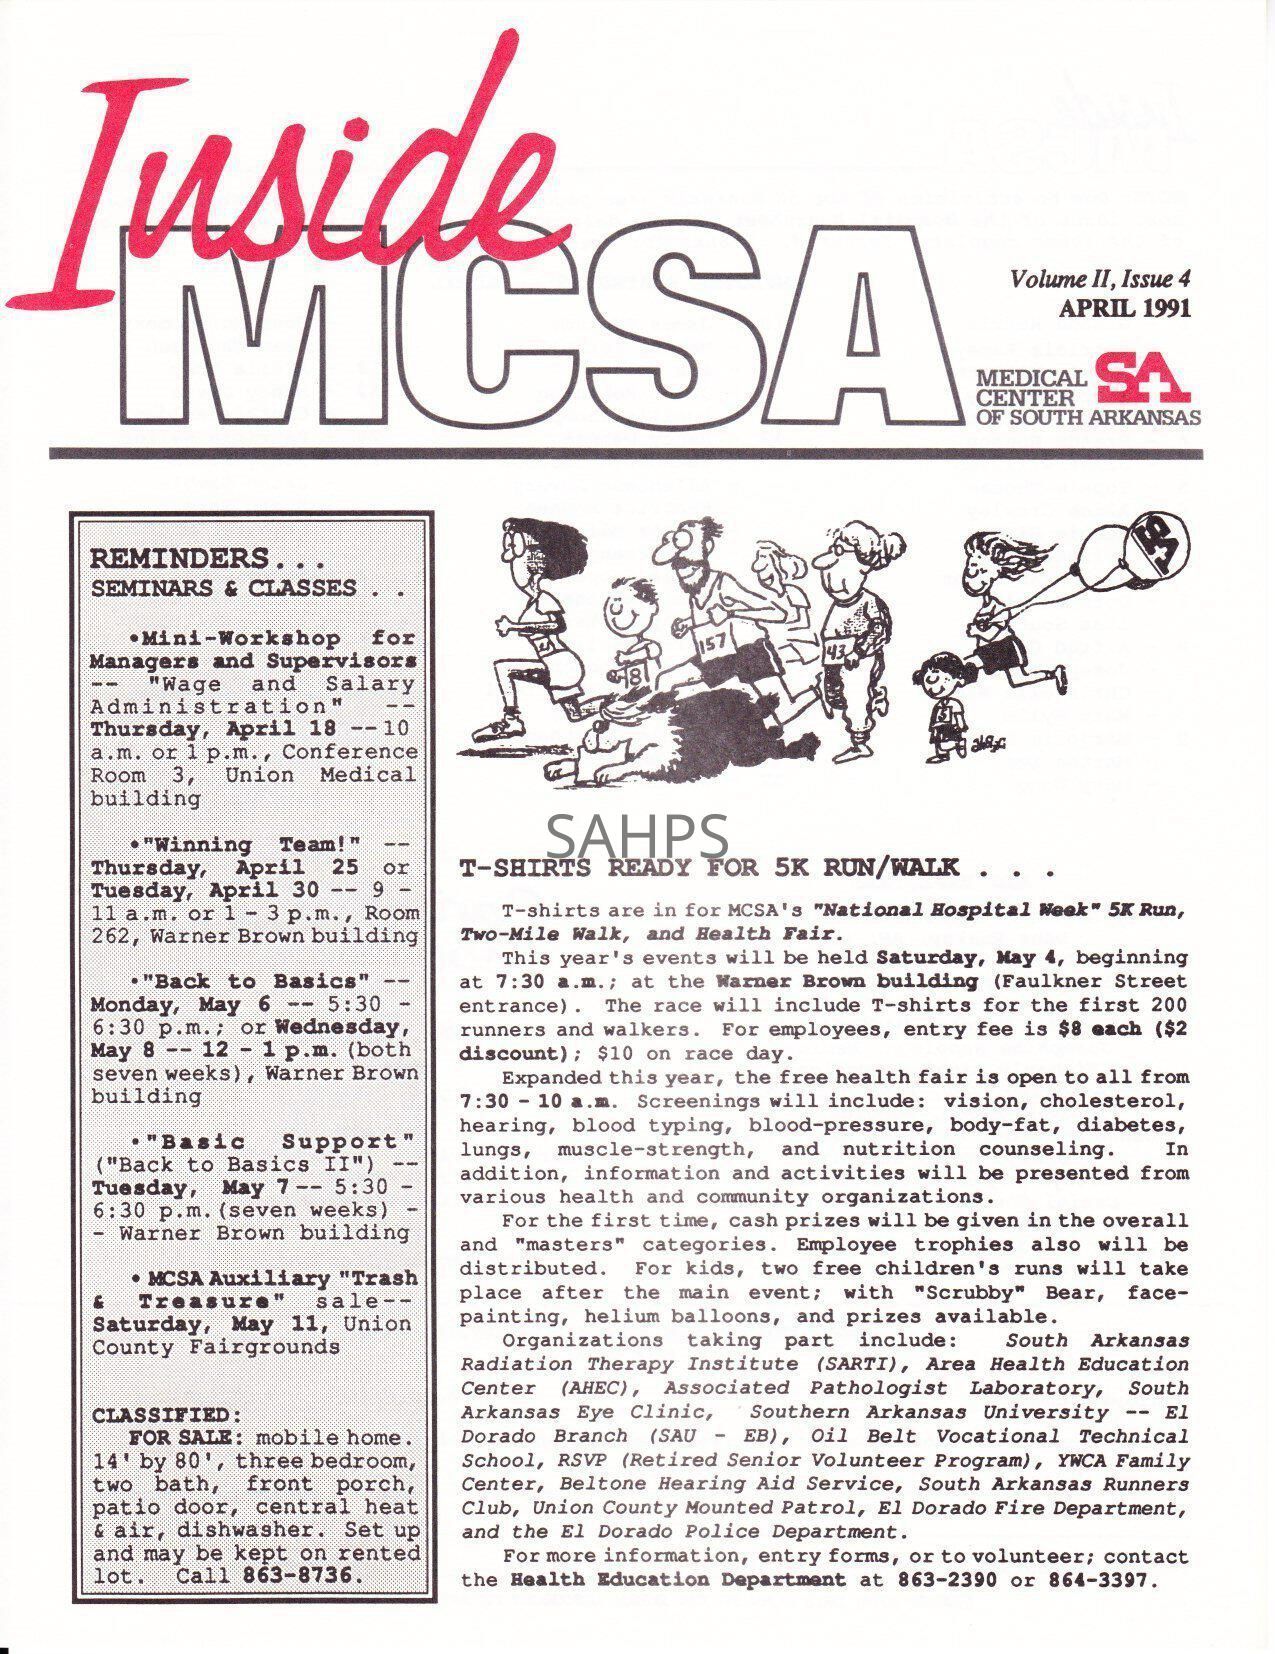 Inside
MCSA
Volume II, Issue 4
APRIL 1991
SA
MEDICAL
CENTER
OF SOUTH ARKANSAS
REMINDERS...
SEMINARS & CLASSES . .
•Mini-Workshop for
Managers and Supervisors
-- "Wage and Salary
Administration" --
Thursday, April 18 -- 10
a.m. or 1 p.m., Conference
Room 3, Union Medical
building
•"Winning Team!" --
Thursday, April 25 or
Tuesday, April 30 -- 9 -
11 a.m. or 1 - 3 p.m., Room
262, Warner Brown building
•"Back to Basics" --
Monday, May 6 -- 5:30 -
6:30 p.m.; or Wednesday,
May 8 -- 12 - 1 p.m. (both
seven weeks), Warner Brown
building
•"Basic Support"
("Back to Basics II") --
Tuesday, May 7-- 5:30 -
6:30 p.m. (seven weeks) -
- Warner Brown building
• MCSA Auxiliary "Trash
& Treasure" sale--
Saturday, May 11, Union
County Fairgrounds
CLASSIFIED:
FOR SALE: mobile home.
14' by 80', three bedroom,
two bath, front porch,
patio door, central heat
& air, dishwasher. Set up
and may be kept on rented
lot. Call 863-8736.
157
43
SA
SAHPS
T-SHIRTS READY FOR 5K RUN/WALK . . .
T-shirts are in for MCSA's "National Hospital Week" 5K Run,
Two-Mile Walk, and Health Fair.
This year's events will be held Saturday, May 4, beginning
at 7:30 a.m.; at the Warner Brown building (Faulkner Street
entrance). The race will include T-shirts for the first 200
runners and walkers. For employees, entry fee is $8 each ($2
discount); $10 on race day.
Expanded this year, the free health fair is open to all from
7:30 - 10 a.m. Screenings will include: vision, cholesterol,
hearing, blood typing, blood-pressure, body-fat, diabetes,
lungs, muscle-strength, and nutrition counseling. In
addition, information and activities will be presented from
various health and community organizations.
For the first time, cash prizes will be given in the overall
and "masters" categories. Employee trophies also will be
distributed. For kids, two free children's runs will take
place after the main event; with "Scrubby" Bear, face-
painting, helium balloons, and prizes available.
Organizations taking part include: South Arkansas
Radiation Therapy Institute (SARTI), Area Health Education
Center (AHEC), Associated Pathologist Laboratory, South
Arkansas Eye Clinic, Southern Arkansas University -- El
Dorado Branch (SAU - EB), Oil Belt Vocational Technical
School, RSVP (Retired Senior Volunteer Program), YWCA Family
Center, Beltone Hearing Aid Service, South Arkansas Runners
Club, Union County Mounted Patrol, El Dorado Fire Department,
and the El Dorado Police Department.
For more information, entry forms, or to volunteer; contact
the Health Education Department at 863-2390 or 864-3397.